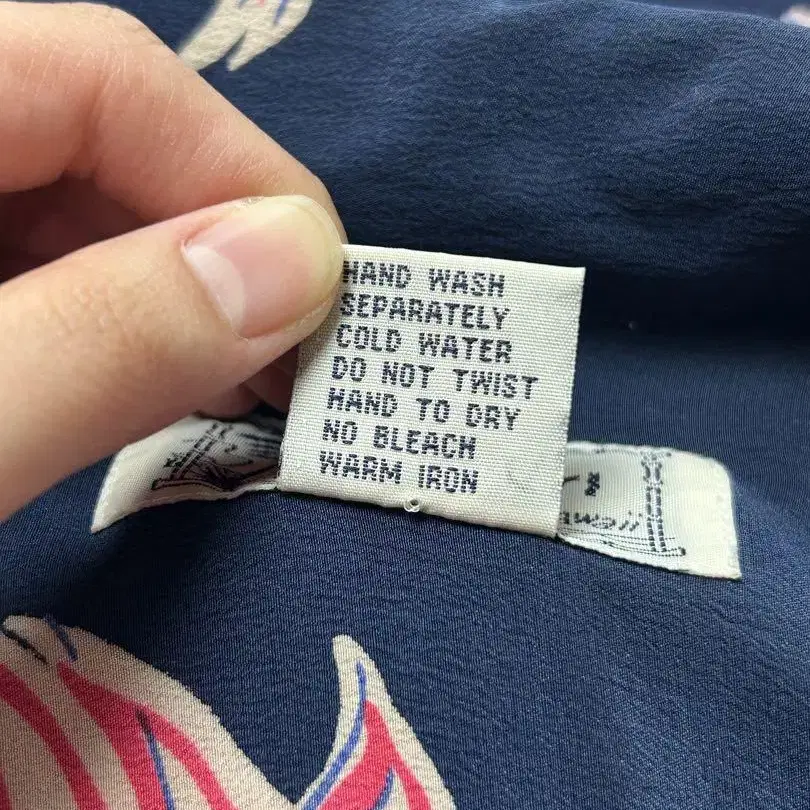 HAND WASH
SEPARATELY
COLD WATER
DO NOT TWIST
HAND TO DRY
NO BLEACH
WARM IRON